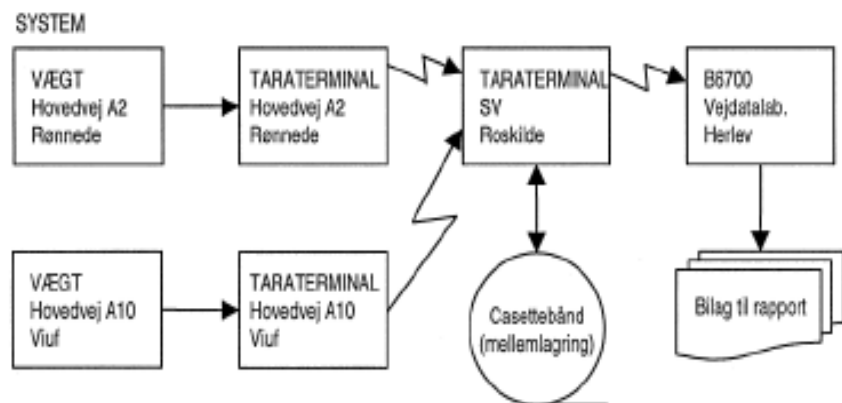 SYSTEM
VÆGT
Hovedvej A2
Rønnede
TARATERMINAL
Hovedvej A2
Rønnede
TARATERMINAL
SV
Roskilde
B6700
Vejdatalab.
Herlev
VÆGT
Hovedvej A10
Viuf
TARATERMINAL
Hovedvej A10
Viuf
Casettebånd
(mellemlagring)
Bilag til rapport